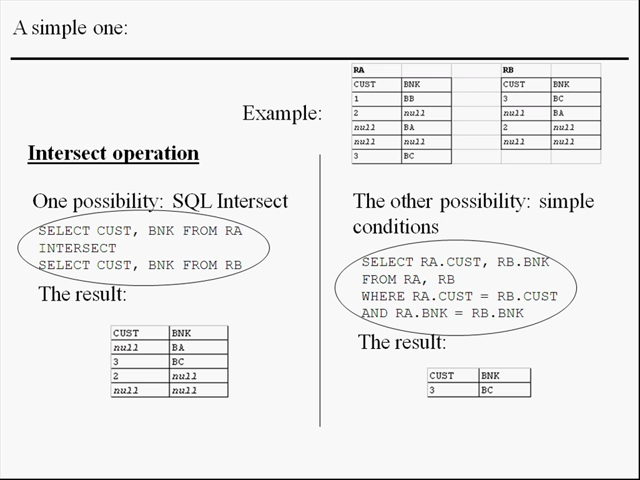 A simple one:
RA RB
CUST BNK CUST BNK
1 BB 3 BC
2 null null BA
null BA 2 null
null null null null
3 BC
Example:
Intersect operation
One possibility: SQL Intersect
SELECT CUST, BNK FROM RA
INTERSECT
SELECT CUST, BNK FROM RB
The result:
CUST BNK
null BA
3 BC
2 null
null null
The other possibility: simple
conditions
SELECT RA.CUST, RB.BNK
FROM RA, RB
WHERE RA.CUST = RB.CUST
AND RA.BNK = RB.BNK
The result:
CUST BNK
3 BC